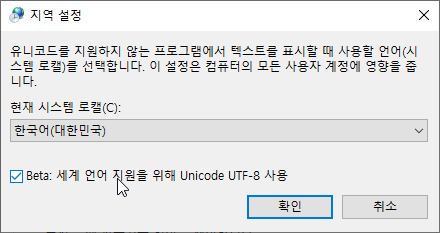 지역 설정
유니코드를 지원하지 않는 프로그램에서 텍스트를 표시할 때 사용할 언어(시
스템 로캘)를 선택합니다. 이 설정은 컴퓨터의 모든 사용자 계정에 영향을 줍
니다.
현재 시스템 로캘(C):
한국어(대한민국)
Beta: 세계 언어 지원을 위해 Unicode UTF-8 사용
확인
취소